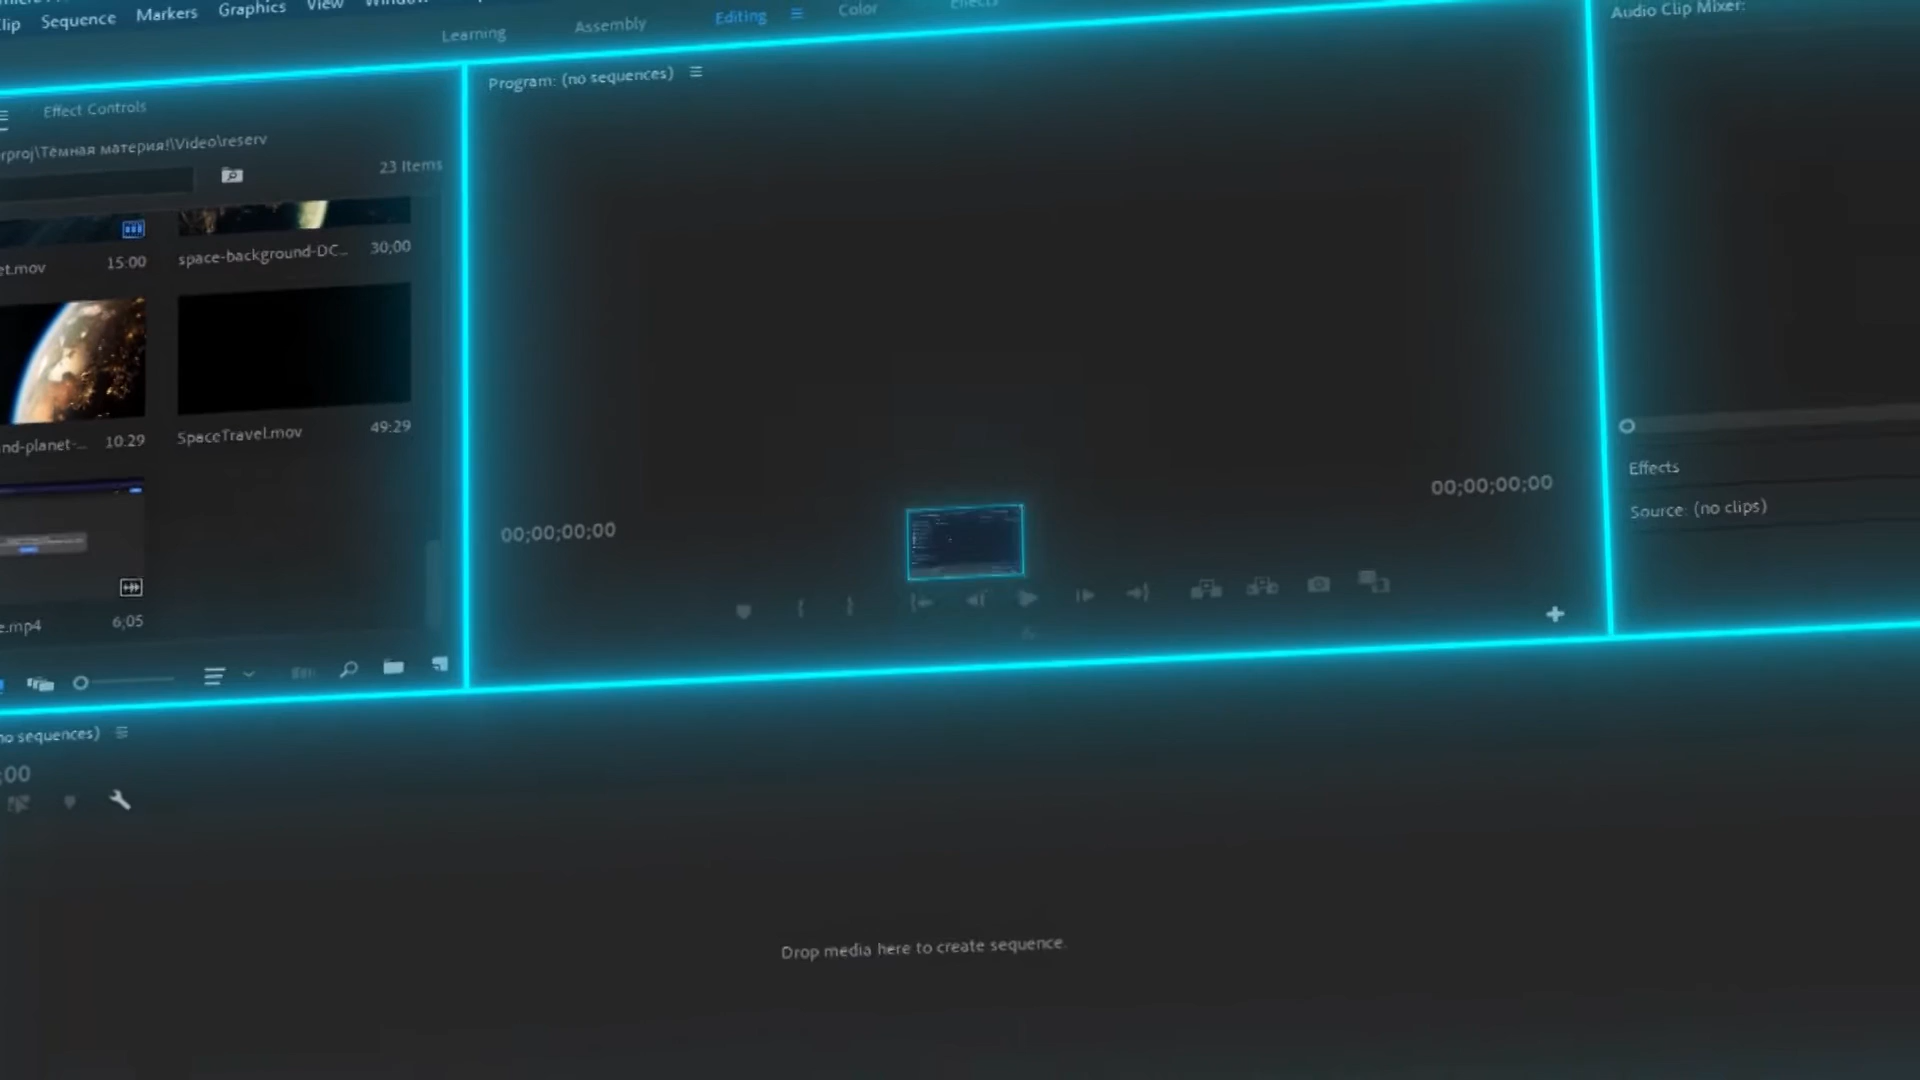 Sequence Markers Graphics View
Learning Assembly Editing Color Effects
Audio Clip Mixer:
Effect Controls
Program: (no sequences)
rproj\Тёмная материя!\Video\reserv
23 Items
et.mov 15:00
space-background-DC... 30;00
nd-planet-... 10:29
SpaceTravel.mov 49:29
e.mp4 6;05
00;00;00;00
00;00;00;00
Effects
Source: (no clips)
no sequences)
;00
Drop media here to create sequence.